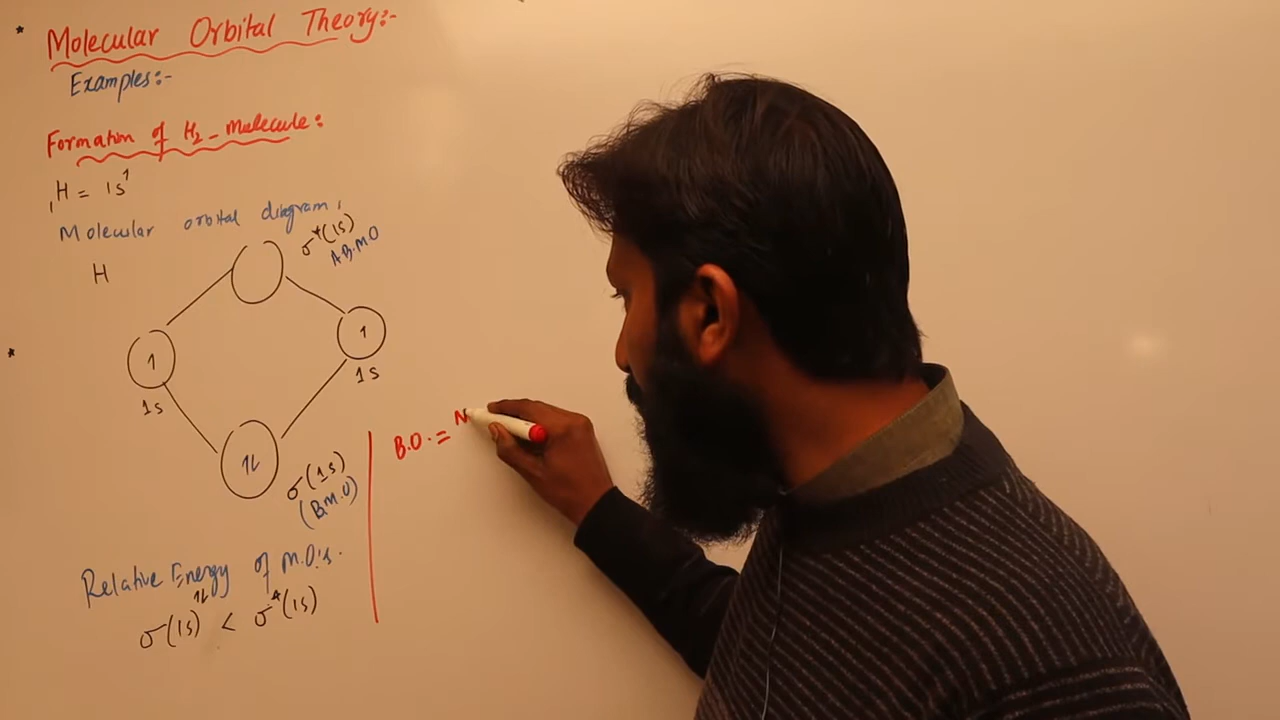 * Molecular Orbital Theory:-
Examples:-
Formation of H₂-molecule:
₁H = 1s¹
Molecular orbital diagram,
σ*(1s)
A.B.M.O
H
1
1
1s
1s
1⇂
σ(1s)
(B.M.O)
*
B.O. = N
Relative Energy of M.O's.
σ(1s)¹⇂ < σ*(1s)